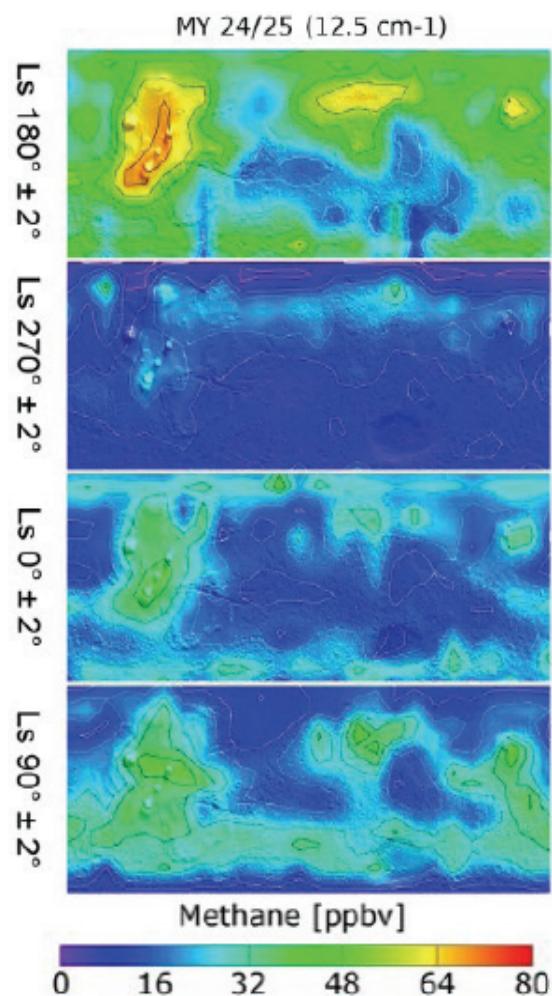 MY 24/25 (12.5 cm-1)
Ls 180° ± 2°
Ls 270° ± 2°
Ls 0° ± 2°
Ls 90° ± 2°
Methane [ppbv]
0 16 32 48 64 80